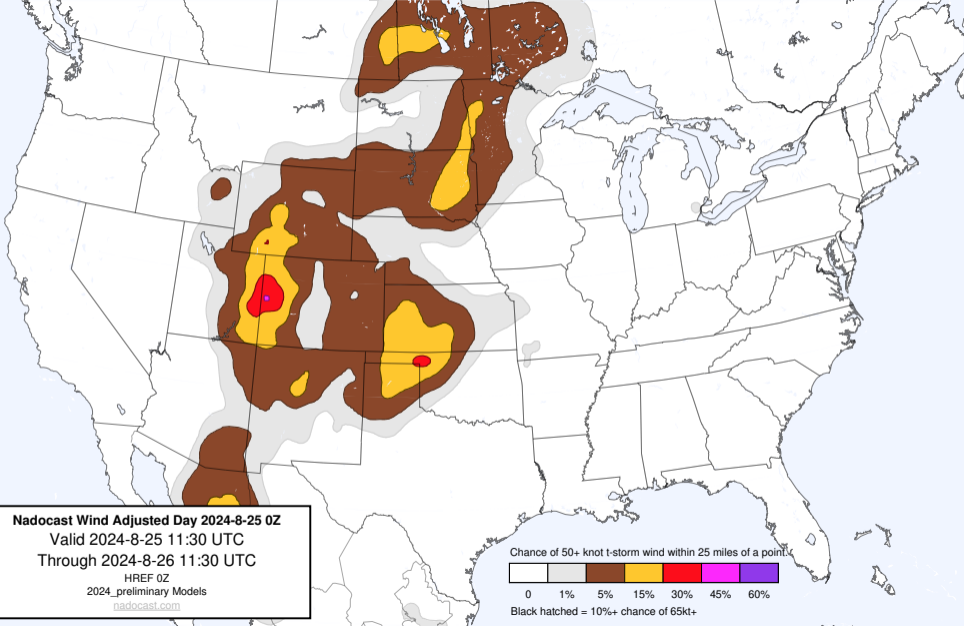 Nadocast Wind Adjusted Day 2024-8-25 0Z
Valid 2024-8-25 11:30 UTC
Through 2024-8-26 11:30 UTC
HREF 0Z
2024_preliminary Models
nadocast.com
Chance of 50+ knot t-storm wind within 25 miles of a point.
0 1% 5% 15% 30% 45% 60%
Black hatched = 10%+ chance of 65kt+